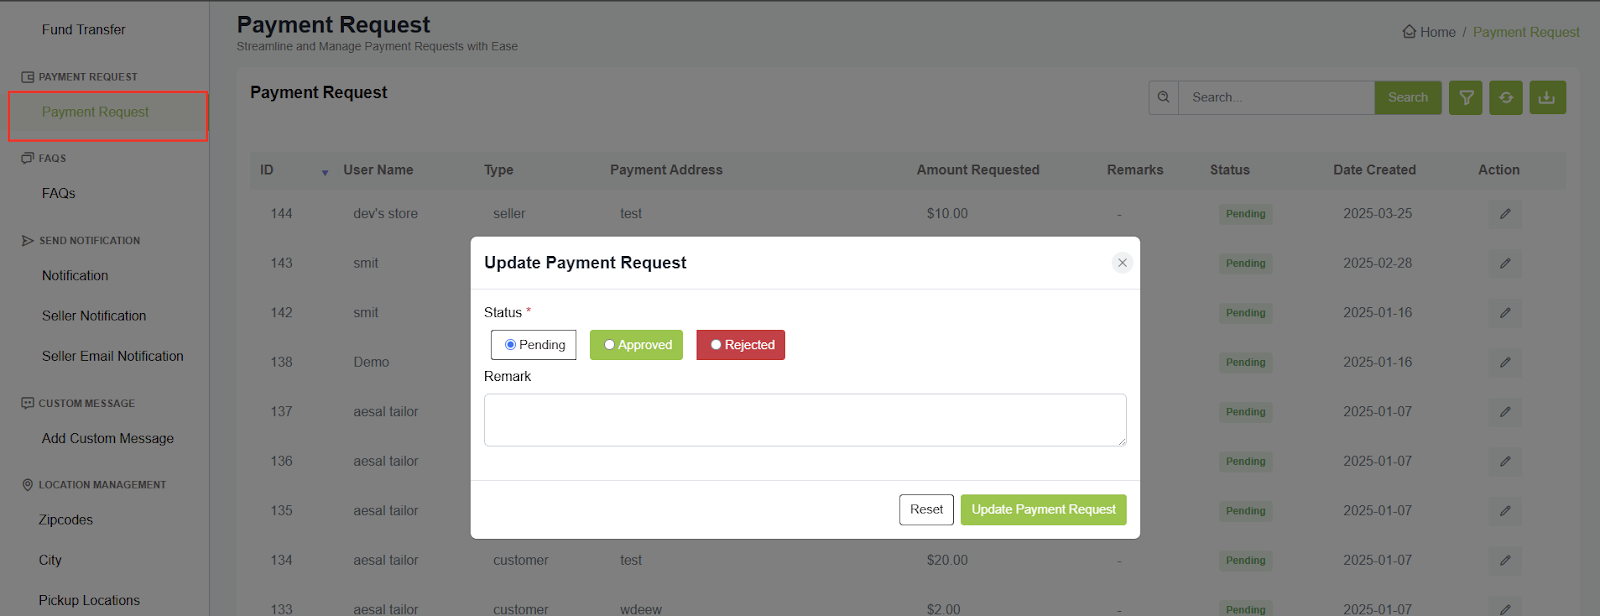 Fund Transfer
PAYMENT REQUEST
Payment Request
FAQS
FAQs
SEND NOTIFICATION
Notification
Seller Notification
Seller Email Notification
CUSTOM MESSAGE
Add Custom Message
LOCATION MANAGEMENT
Zipcodes
City
Pickup Locations
Payment Request
Streamline and Manage Payment Requests with Ease
Home / Payment Request
Payment Request
Search... Search
ID User Name Type Payment Address Amount Requested Remarks Status Date Created Action
144 dev's store seller test $10.00 - Pending 2025-03-25
143 smit Pending 2025-02-28
142 smit Pending 2025-01-16
138 Demo Pending 2025-01-16
137 aesal tailor Pending 2025-01-07
136 aesal tailor Pending 2025-01-07
135 aesal tailor Pending 2025-01-07
134 aesal tailor customer test $20.00 - Pending 2025-01-07
133 aesal tailor customer wdeew $2.00 - Pending 2025-01-07
Update Payment Request
Status *
Pending Approved Rejected
Remark
Reset Update Payment Request